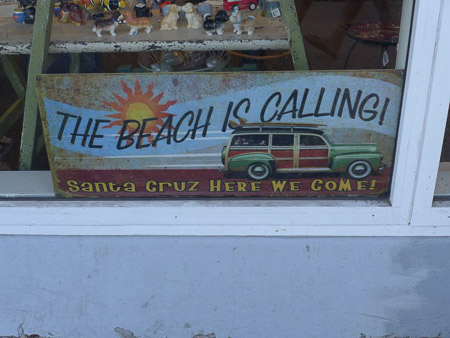 THE BEACH IS CALLING!
Santa Cruz Here We Come!